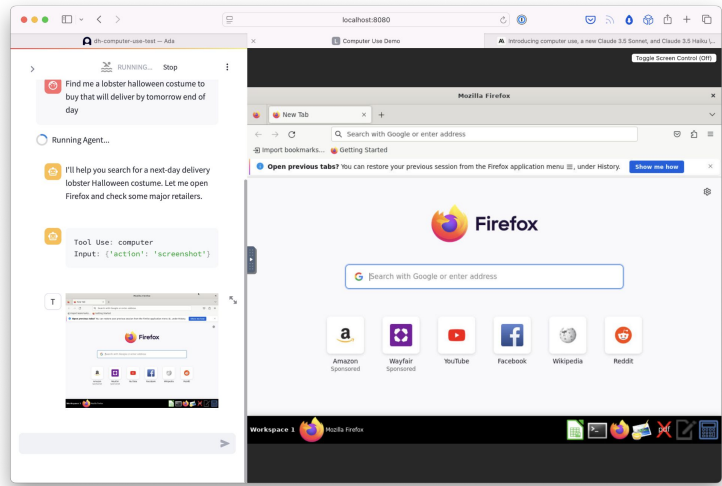 localhost:8080
dh-computer-use-test — Ada
Computer Use Demo
Introducing computer use, a new Claude 3.5 Sonnet, and Claude 3.5 Haiku \...
RUNNING... Stop
Toggle Screen Control (Off)
Find me a lobster halloween costume to
buy that will deliver by tomorrow end of
day
Running Agent...
I'll help you search for a next-day delivery
lobster Halloween costume. Let me open
Firefox and check some major retailers.
Tool Use: computer
Input: {'action': 'screenshot'}
T
Mozilla Firefox
New Tab
Search with Google or enter address
Import bookmarks... Getting Started
Open previous tabs? You can restore your previous session from the Firefox application menu ≡, under History. Show me how
Firefox
Search with Google or enter address
Amazon
Sponsored
Wayfair
Sponsored
YouTube
Facebook
Wikipedia
Reddit
Workspace 1 Mozilla Firefox
pdf